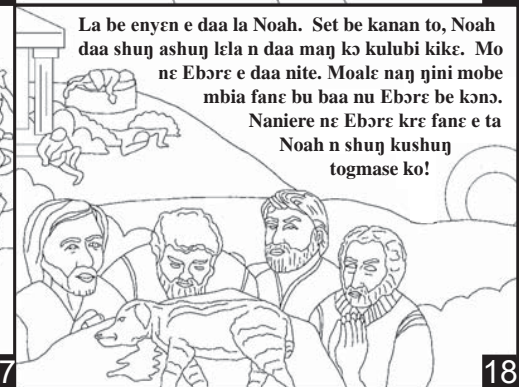 La be enyɛn e daa la Noah. Set be kanan to, Noah
daa shuŋ ashuŋ lɛla n daa maŋ kɔ kulubi kikɛ. Mo
nɛ Ebɔrɛ e daa nite. Moalɛ naŋ ŋini mobe
mbia fanɛ bu baa nu Ebɔrɛ be kɔnɔ.
Naniere nɛ Ebɔrɛ krɛ fanɛ e ta
Noah n shuŋ kushuŋ
togmase ko!
7
18